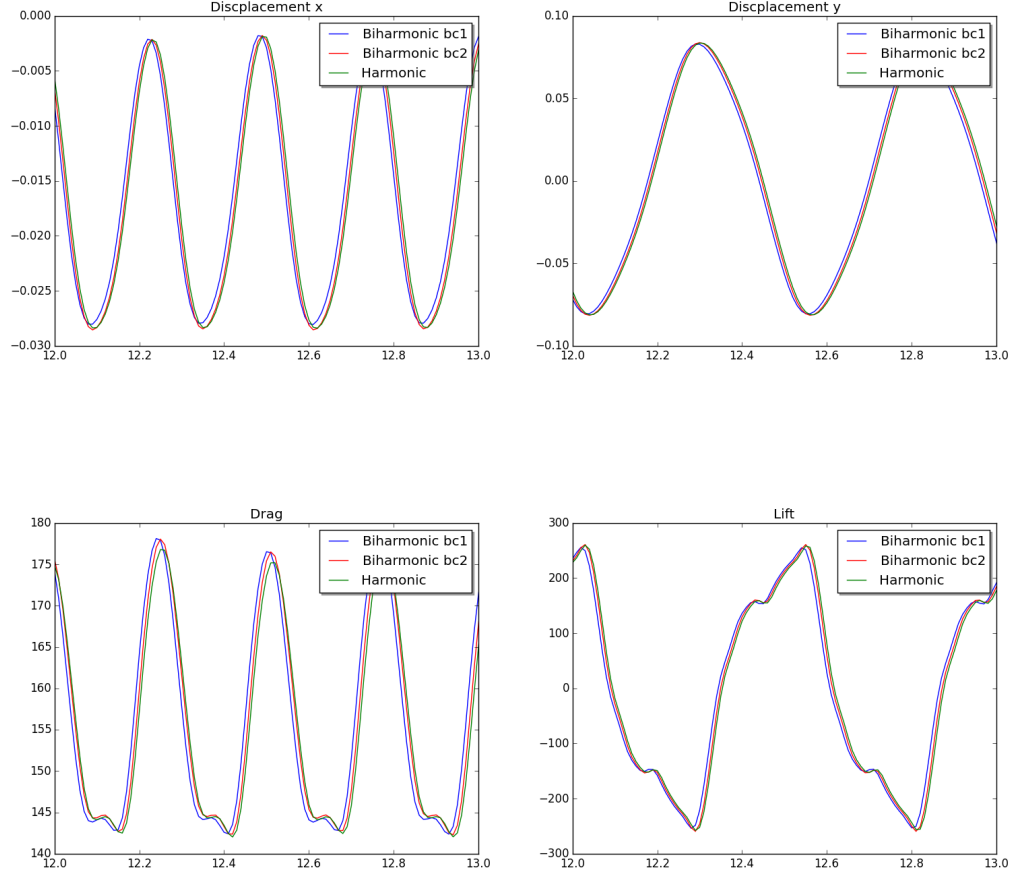 Discplacement x
0.000
−0.005
−0.010
−0.015
−0.020
−0.025
−0.030
12.0 12.2 12.4 12.6 12.8 13.0
Biharmonic bc1
Biharmonic bc2
Harmonic
Discplacement y
0.10
0.05
0.00
−0.05
−0.10
12.0 12.2 12.4 12.6 12.8 13.0
Biharmonic bc1
Biharmonic bc2
Harmonic
Drag
180
175
170
165
160
155
150
145
140
12.0 12.2 12.4 12.6 12.8 13.0
Biharmonic bc1
Biharmonic bc2
Harmonic
Lift
300
200
100
0
−100
−200
−300
12.0 12.2 12.4 12.6 12.8 13.0
Biharmonic bc1
Biharmonic bc2
Harmonic